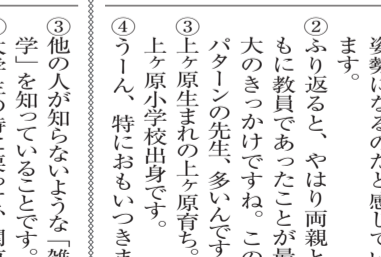 塗勢になるのだと感じてい
ます。
②ふり返ると、やはり両親と
もに教員であったことが最
大のきっかけですね。この
パターンの先生、多いんです
③上ヶ原生まれの上ヶ原育ち。
上ヶ原小学校出身です。
④うーん、特におもいつきま
③他の人が知らないような「雑
学」を知っていることです。